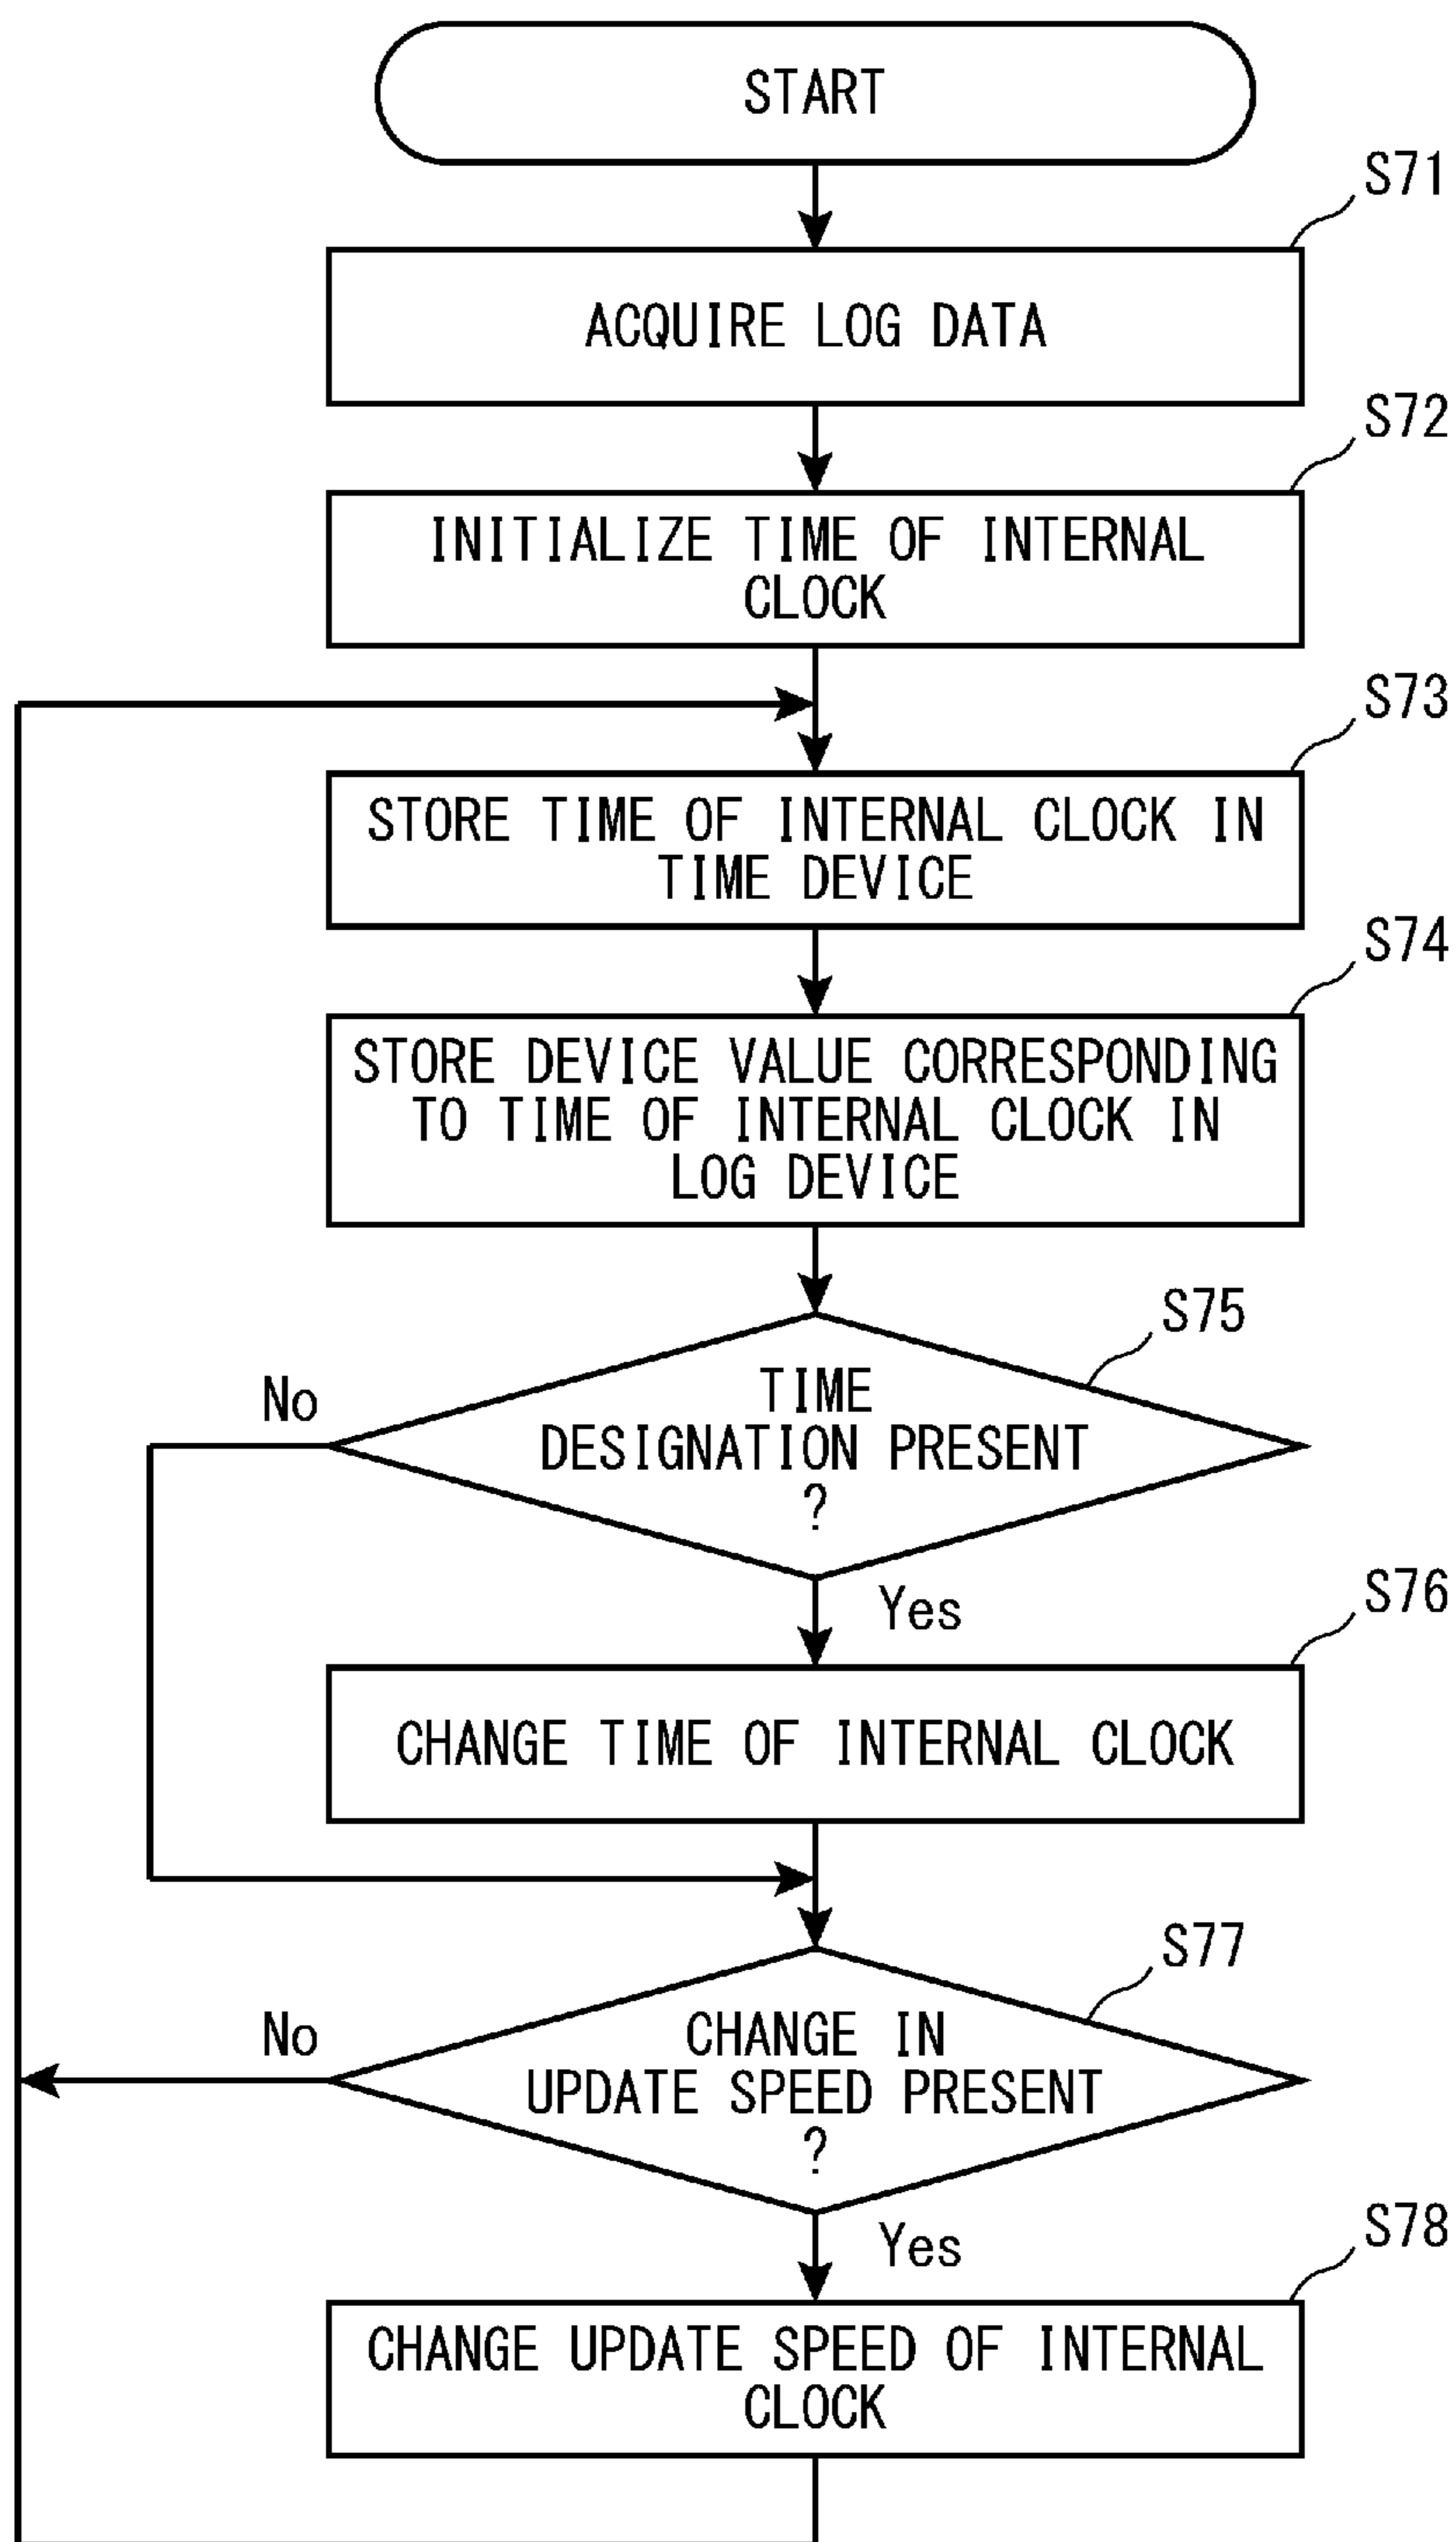 START
S71
ACQUIRE LOG DATA
S72
INITIALIZE TIME OF INTERNAL
CLOCK
S73
STORE TIME OF INTERNAL CLOCK IN
TIME DEVICE
S74
STORE DEVICE VALUE CORRESPONDING
TO TIME OF INTERNAL CLOCK IN
LOG DEVICE
S75
No
TIME
DESIGNATION PRESENT
?
Yes
S76
CHANGE TIME OF INTERNAL CLOCK
S77
No
CHANGE IN
UPDATE SPEED PRESENT
?
Yes
S78
CHANGE UPDATE SPEED OF INTERNAL
CLOCK